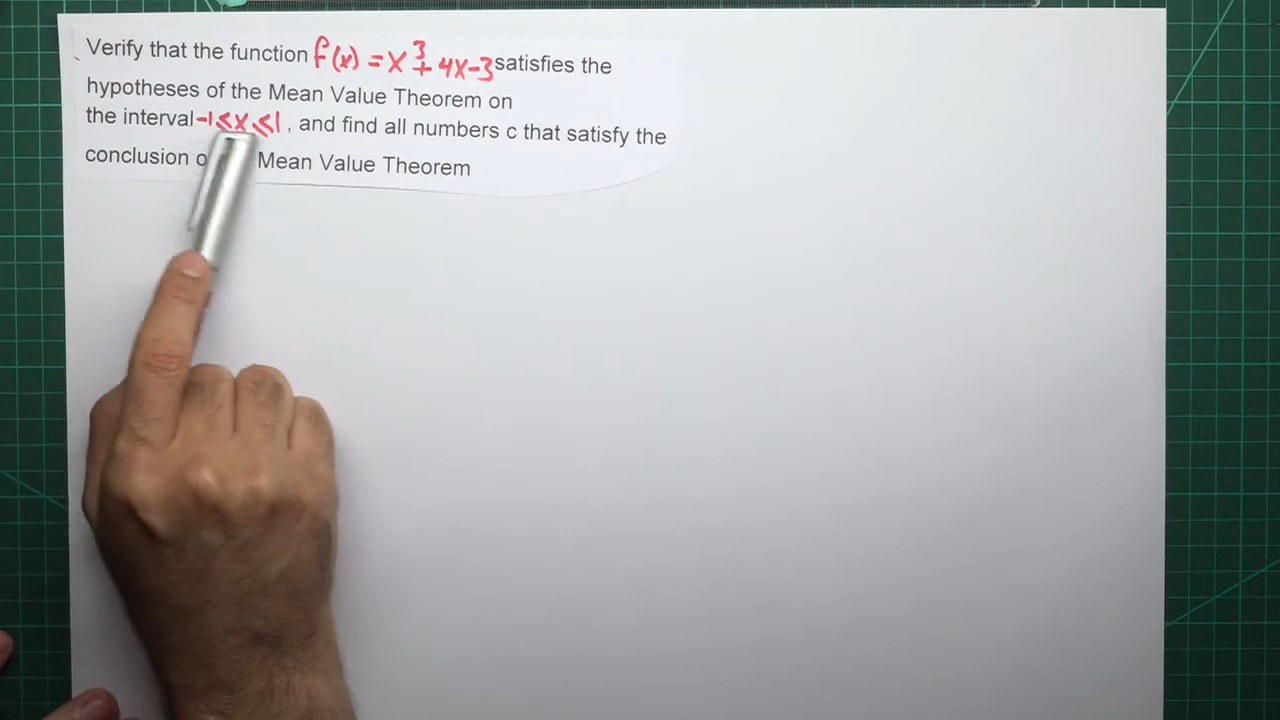 Verify that the function f(x) = x³ + 4x - 3 satisfies the
hypotheses of the Mean Value Theorem on
the interval -1 ≤ x ≤ 1 , and find all numbers c that satisfy the
conclusion Mean Value Theorem